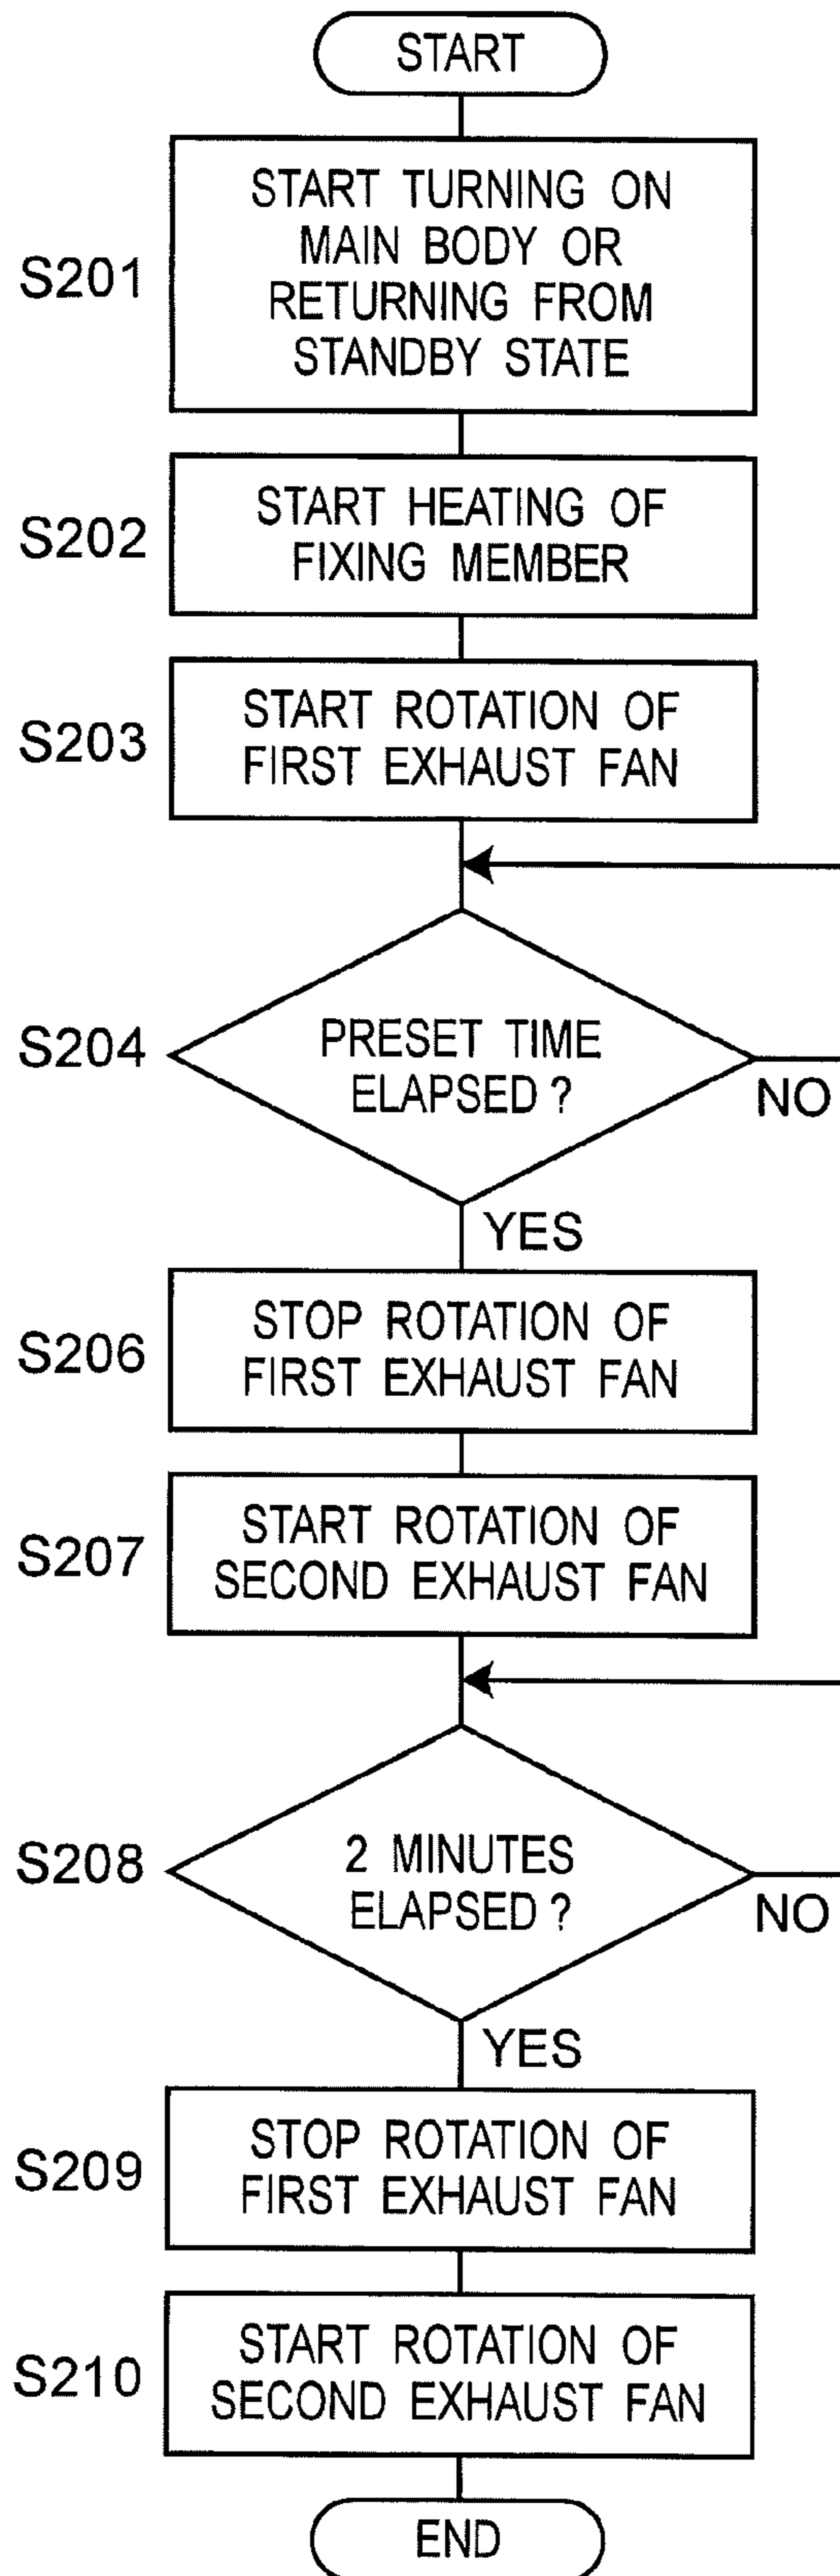 START
S201
START TURNING ON
MAIN BODY OR
RETURNING FROM
STANDBY STATE
S202
START HEATING OF
FIXING MEMBER
S203
START ROTATION OF
FIRST EXHAUST FAN
S204
PRESET TIME
ELAPSED ?
NO
YES
S206
STOP ROTATION OF
FIRST EXHAUST FAN
S207
START ROTATION OF
SECOND EXHAUST FAN
S208
2 MINUTES
ELAPSED ?
NO
YES
S209
STOP ROTATION OF
FIRST EXHAUST FAN
S210
START ROTATION OF
SECOND EXHAUST FAN
END